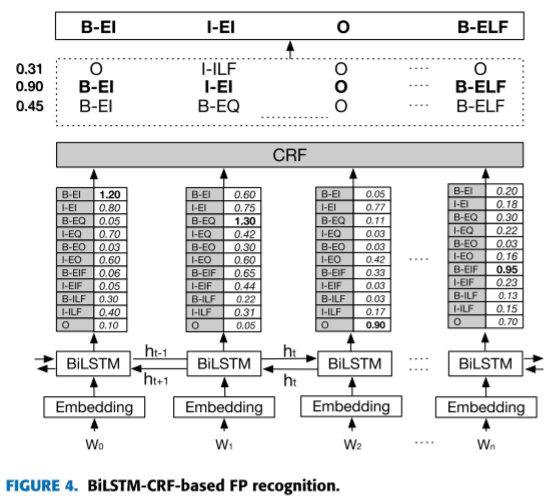 B-EI I-EI O B-ELF
0.31 O I-ILF O ···· O
0.90 B-EI I-EI O ···· B-ELF
0.45 B-EI B-EQ O ···· B-ELF
CRF
B-EI 1.20 B-EI 0.60 B-EI 0.05 B-EI 0.20
I-EI 0.80 I-EI 0.75 I-EI 0.77 I-EI 0.18
B-EQ 0.05 B-EQ 1.30 B-EQ 0.11 B-EQ 0.30
I-EQ 0.70 I-EQ 0.42 I-EQ 0.03 I-EQ 0.22
B-EO 0.03 B-EO 0.30 B-EO 0.03 B-EO 0.03
I-EO 0.60 I-EO 0.60 I-EO 0.42 I-EO 0.16
B-EIF 0.06 B-EIF 0.65 B-EIF 0.33 B-EIF 0.95
I-EIF 0.05 I-EIF 0.44 I-EIF 0.03 I-EIF 0.23
B-ILF 0.30 B-ILF 0.22 B-ILF 0.03 B-ILF 0.13
I-ILF 0.40 I-ILF 0.31 I-ILF 0.17 I-ILF 0.15
O 0.10 O 0.05 O 0.90 O 0.70
BiLSTM ht-1 BiLSTM ht BiLSTM ···· BiLSTM
ht+1 ht
Embedding Embedding Embedding Embedding
W0 W1 W2 ···· Wn
FIGURE 4. BiLSTM-CRF-based FP recognition.